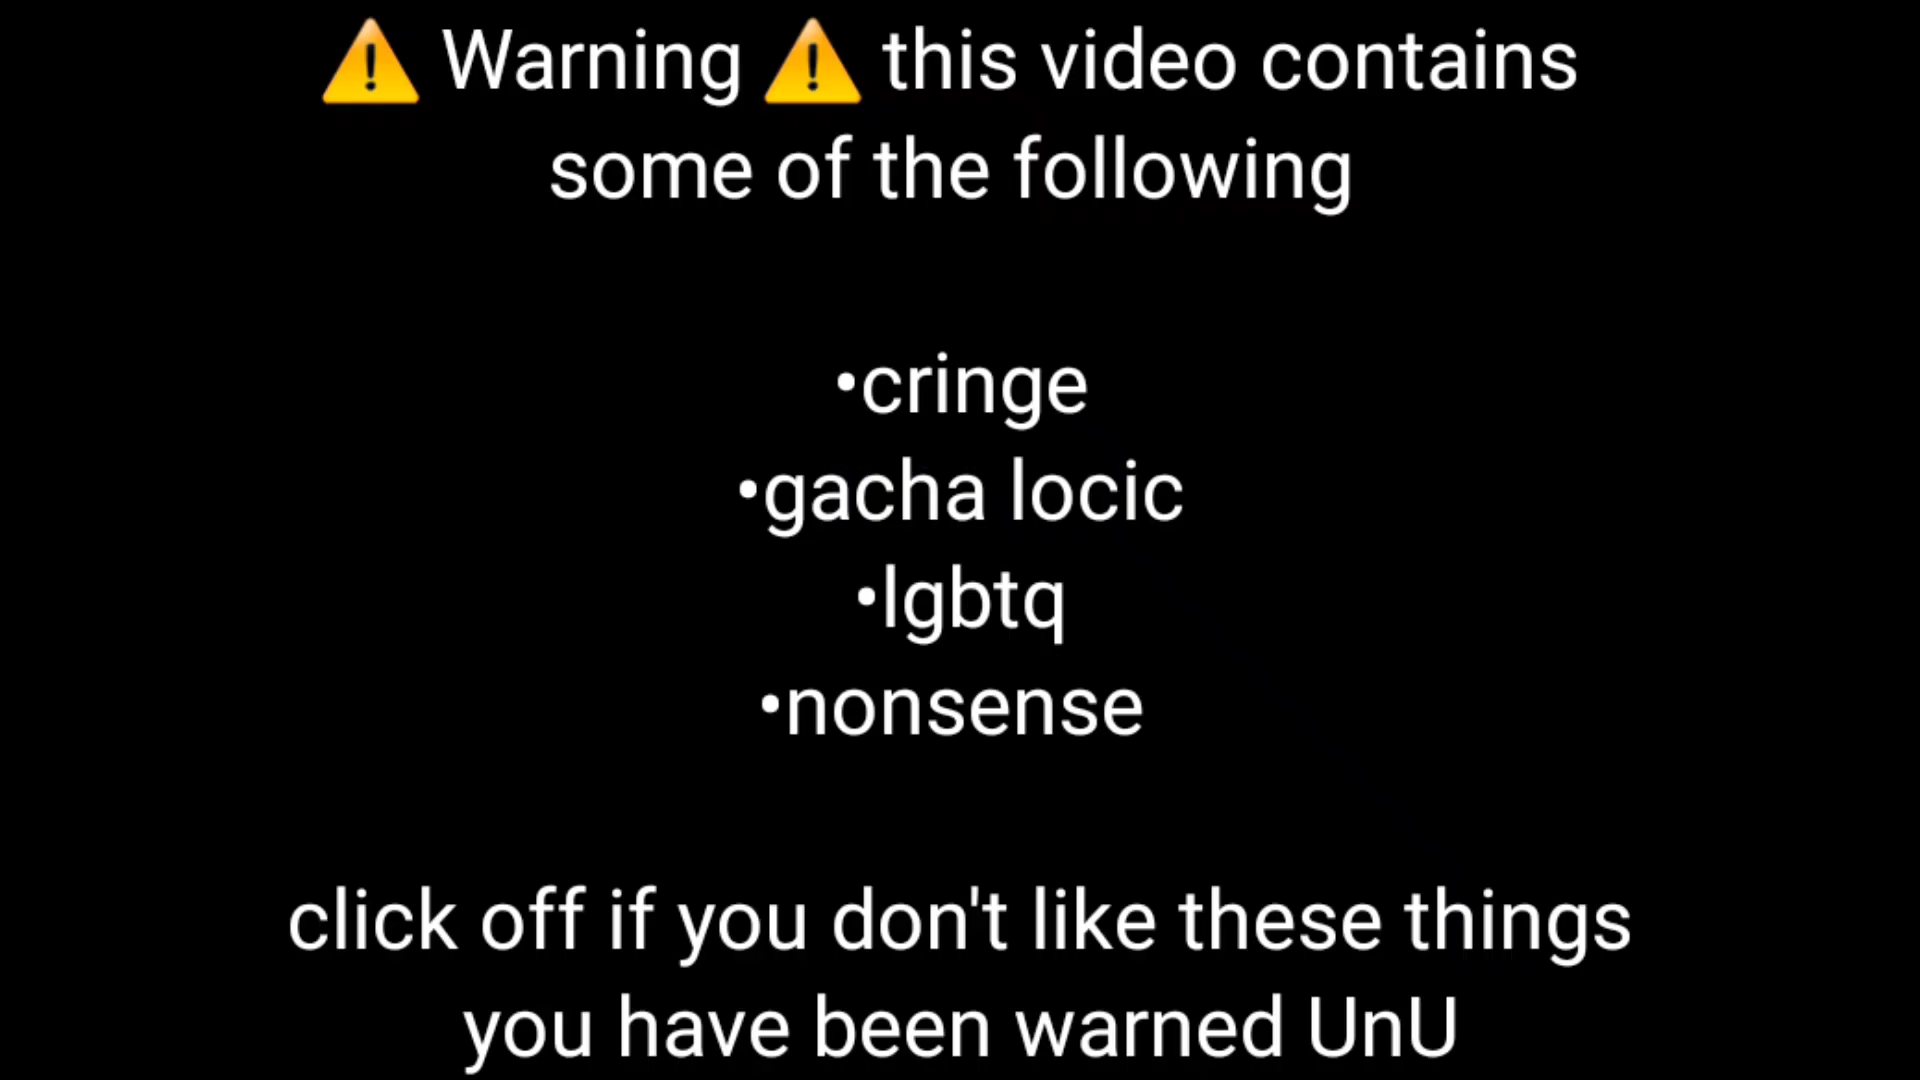 ⚠️ Warning ⚠️ this video contains
some of the following
•cringe
•gacha locic
•lgbtq
•nonsense
click off if you don't like these things
you have been warned UnU